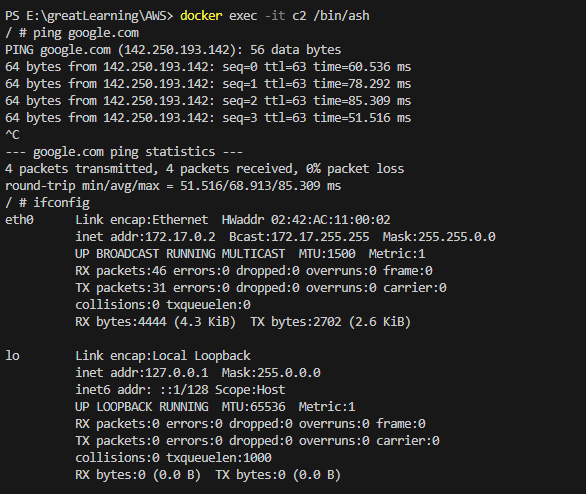 PS E:\greatLearning\AWS> docker exec -it c2 /bin/ash
/ # ping google.com
PING google.com (142.250.193.142): 56 data bytes
64 bytes from 142.250.193.142: seq=0 ttl=63 time=60.536 ms
64 bytes from 142.250.193.142: seq=1 ttl=63 time=78.292 ms
64 bytes from 142.250.193.142: seq=2 ttl=63 time=85.309 ms
64 bytes from 142.250.193.142: seq=3 ttl=63 time=51.516 ms
^C
--- google.com ping statistics ---
4 packets transmitted, 4 packets received, 0% packet loss
round-trip min/avg/max = 51.516/68.913/85.309 ms
/ # ifconfig
eth0      Link encap:Ethernet  HWaddr 02:42:AC:11:00:02
          inet addr:172.17.0.2  Bcast:172.17.255.255  Mask:255.255.0.0
          UP BROADCAST RUNNING MULTICAST  MTU:1500  Metric:1
          RX packets:46 errors:0 dropped:0 overruns:0 frame:0
          TX packets:31 errors:0 dropped:0 overruns:0 carrier:0
          collisions:0 txqueuelen:0
          RX bytes:4444 (4.3 KiB)  TX bytes:2702 (2.6 KiB)

lo        Link encap:Local Loopback
          inet addr:127.0.0.1  Mask:255.0.0.0
          inet6 addr: ::1/128 Scope:Host
          UP LOOPBACK RUNNING  MTU:65536  Metric:1
          RX packets:0 errors:0 dropped:0 overruns:0 frame:0
          TX packets:0 errors:0 dropped:0 overruns:0 carrier:0
          collisions:0 txqueuelen:1000
          RX bytes:0 (0.0 B)  TX bytes:0 (0.0 B)